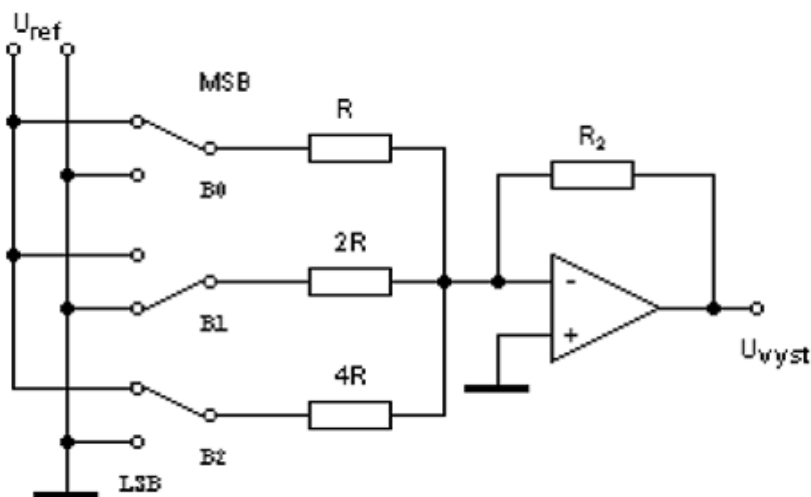 Uref
MSB
R
R2
B0
2R
-
B1
+
Uvyst
4R
B2
LSB